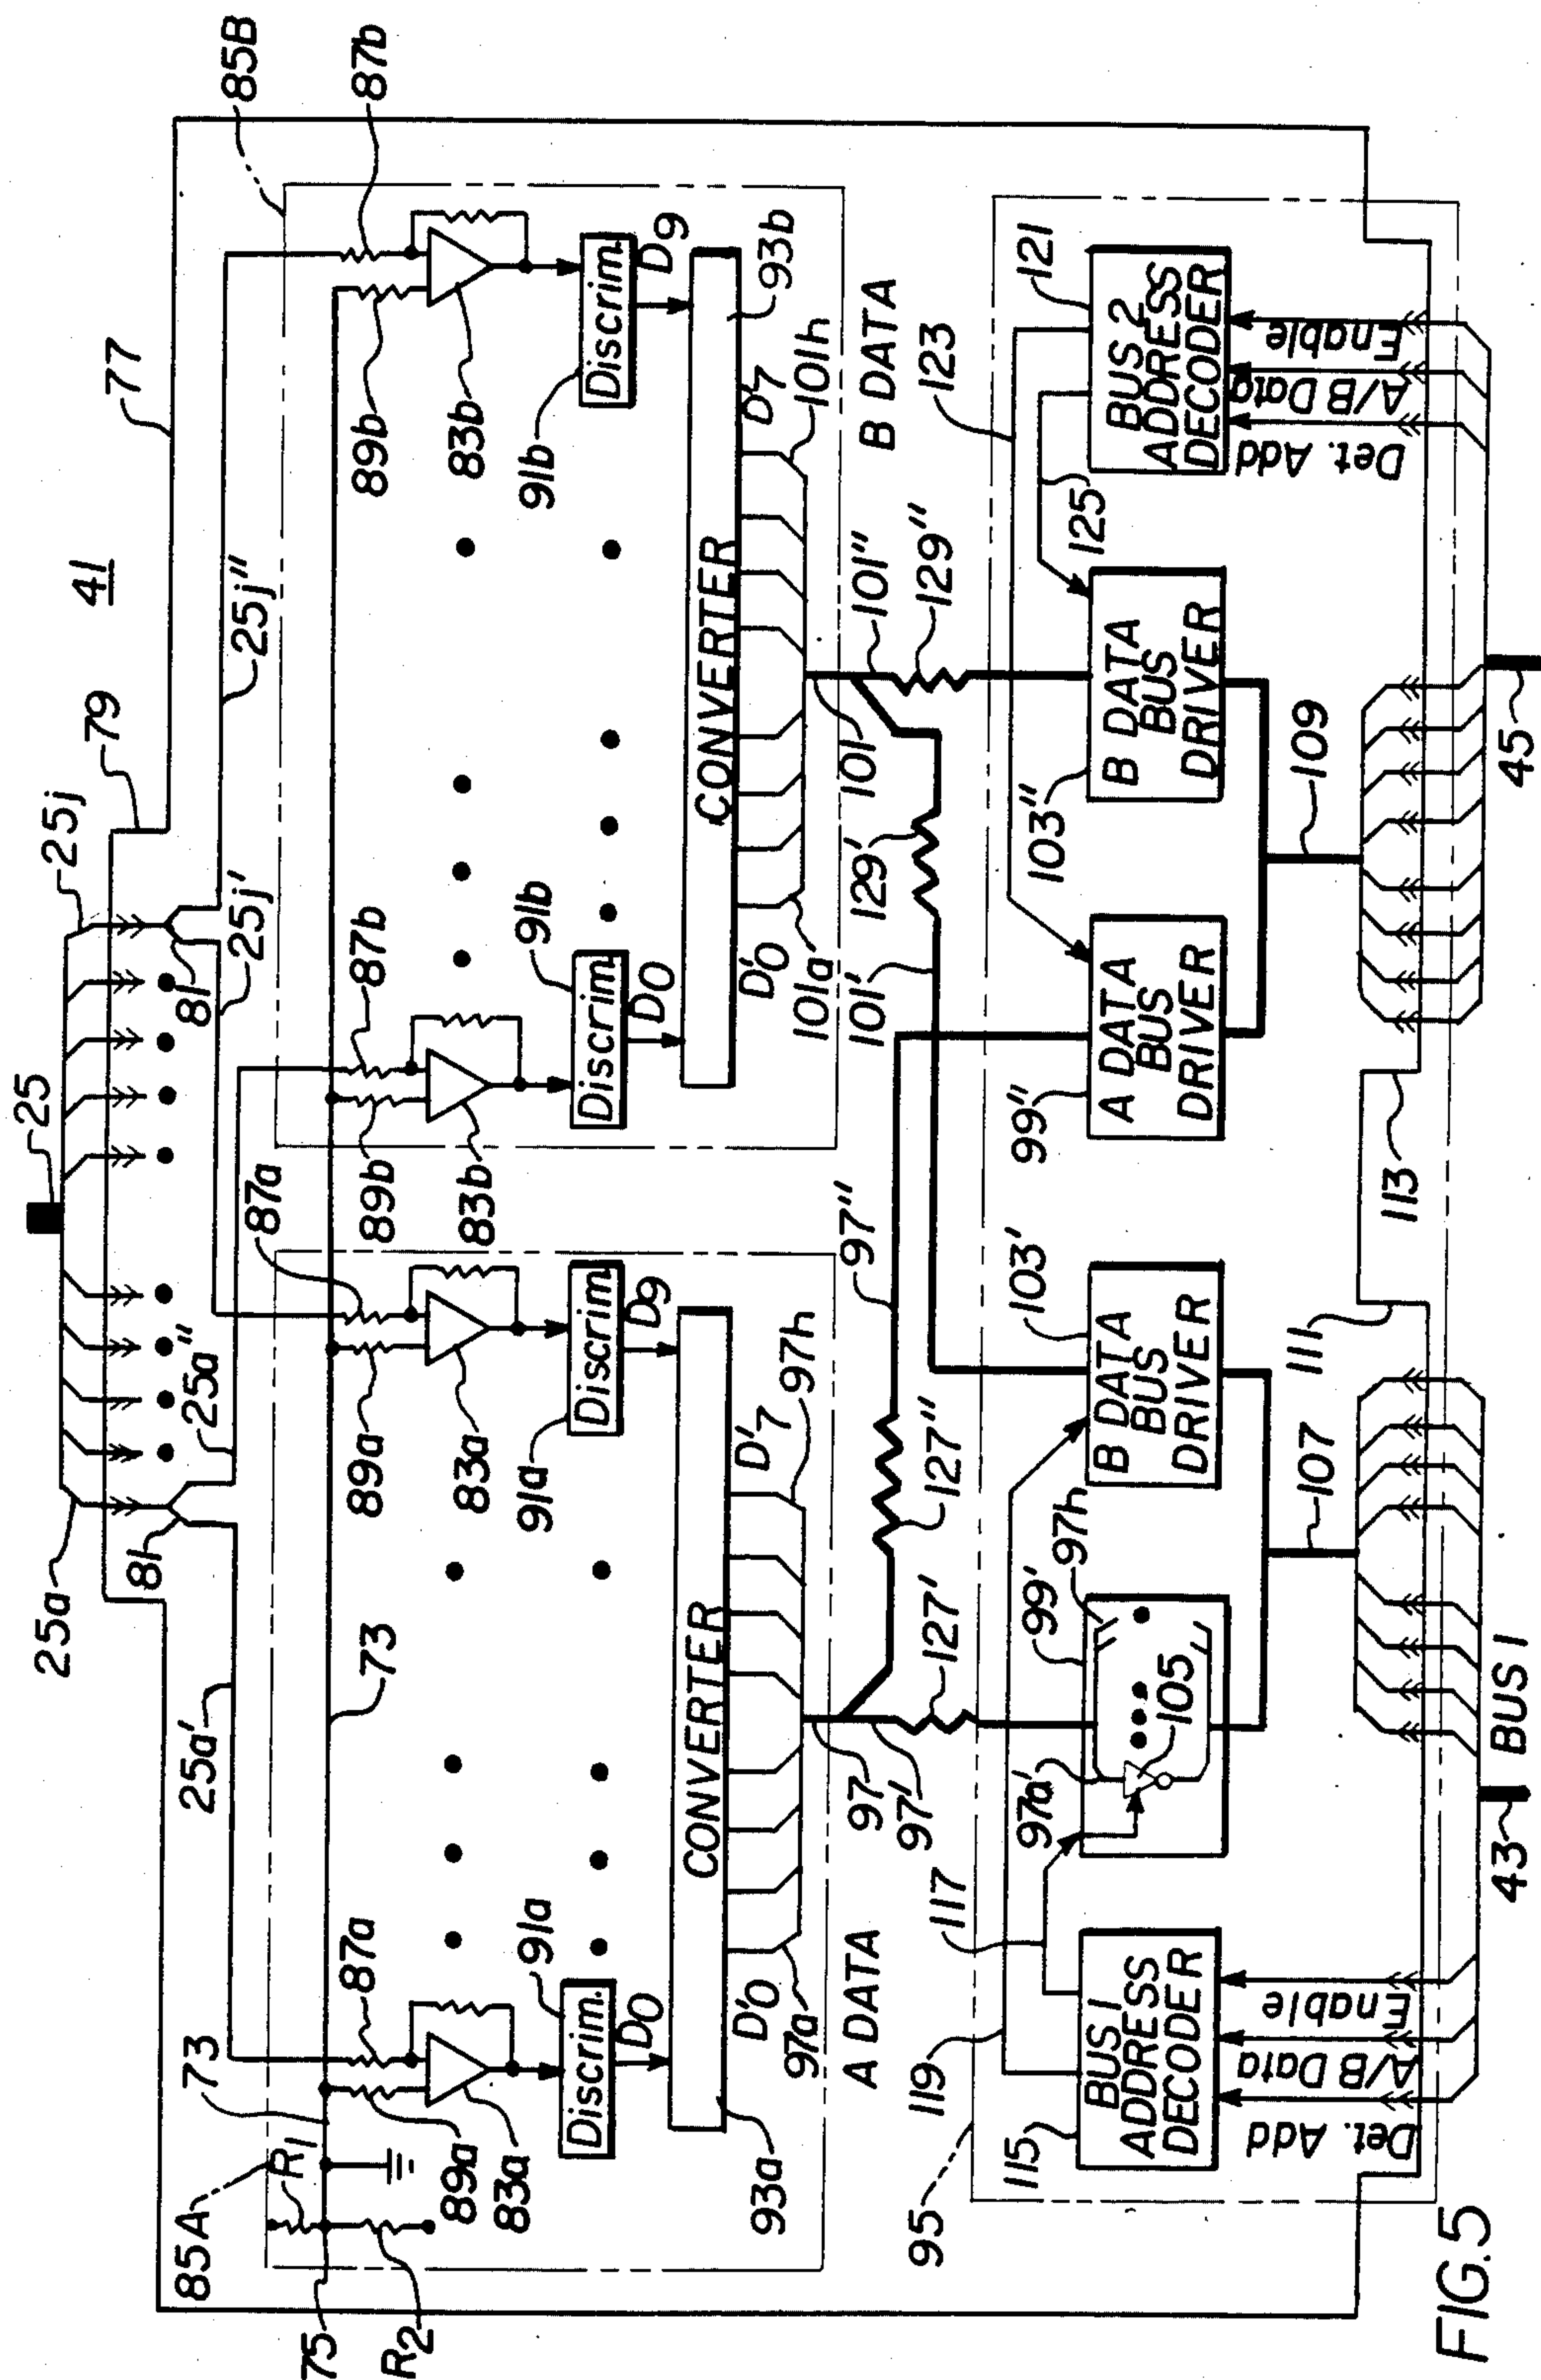 41
25
25a
25j
79
77
85B
81
81
25a'
25a"
25j'
25j"
85A
R1
73
73
75
R2
87a
87a
87b
87b
89a
89a
89b
89b
83a
83a
83b
83b
91a
91a
91b
91b
Discrim.
Discrim.
Discrim.
Discrim.
D0
D9
D0
D9
93a
CONVERTER
CONVERTER
93b
D'0
D'7
D'0
D'7
97a
97h
101a
101h
A DATA
B DATA
97
97'
97"
101
101'
101"
127'
127"
129'
129"
95
119
117
123
125
115
BUS 1
ADDRESS
DECODER
97a'
99'
97h
105
103'
B DATA
BUS
DRIVER
99"
A DATA
BUS
DRIVER
103"
B DATA
BUS
DRIVER
121
BUS 2
ADDRESS
DECODER
Det. Add
A/B Data
Enable
Det. Add
A/B Data
Enable
107
109
111
113
43
BUS 1
45
FIG.5